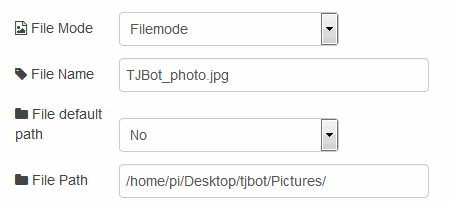 File Mode Filemode
File Name TJBot_photo.jpg
File default
path No
File Path /home/pi/Desktop/tjbot/Pictures/